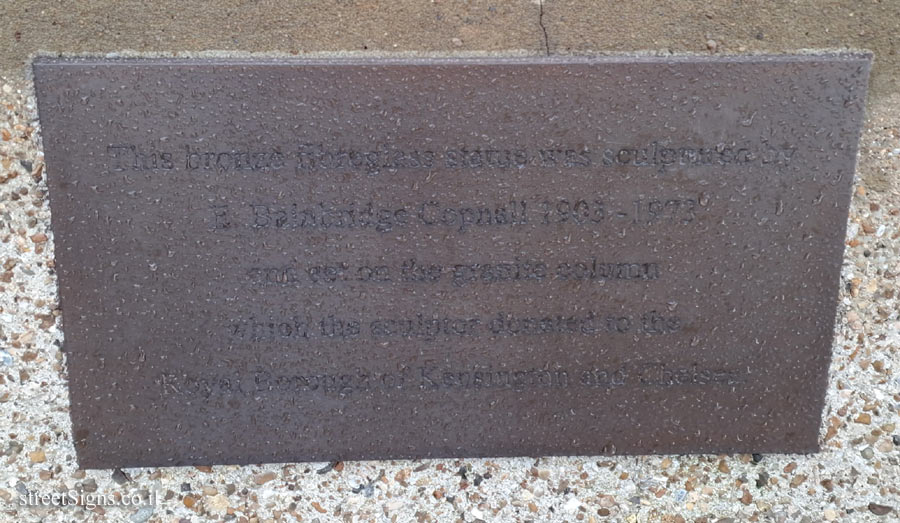 This bronze fibreglass statue was sculptured by
E. Bainbridge Copnall 1903-1973
and set on the granite column
which the sculptor donated to the
Royal Borough of Kensington and Chelsea
streetSigns.co.il